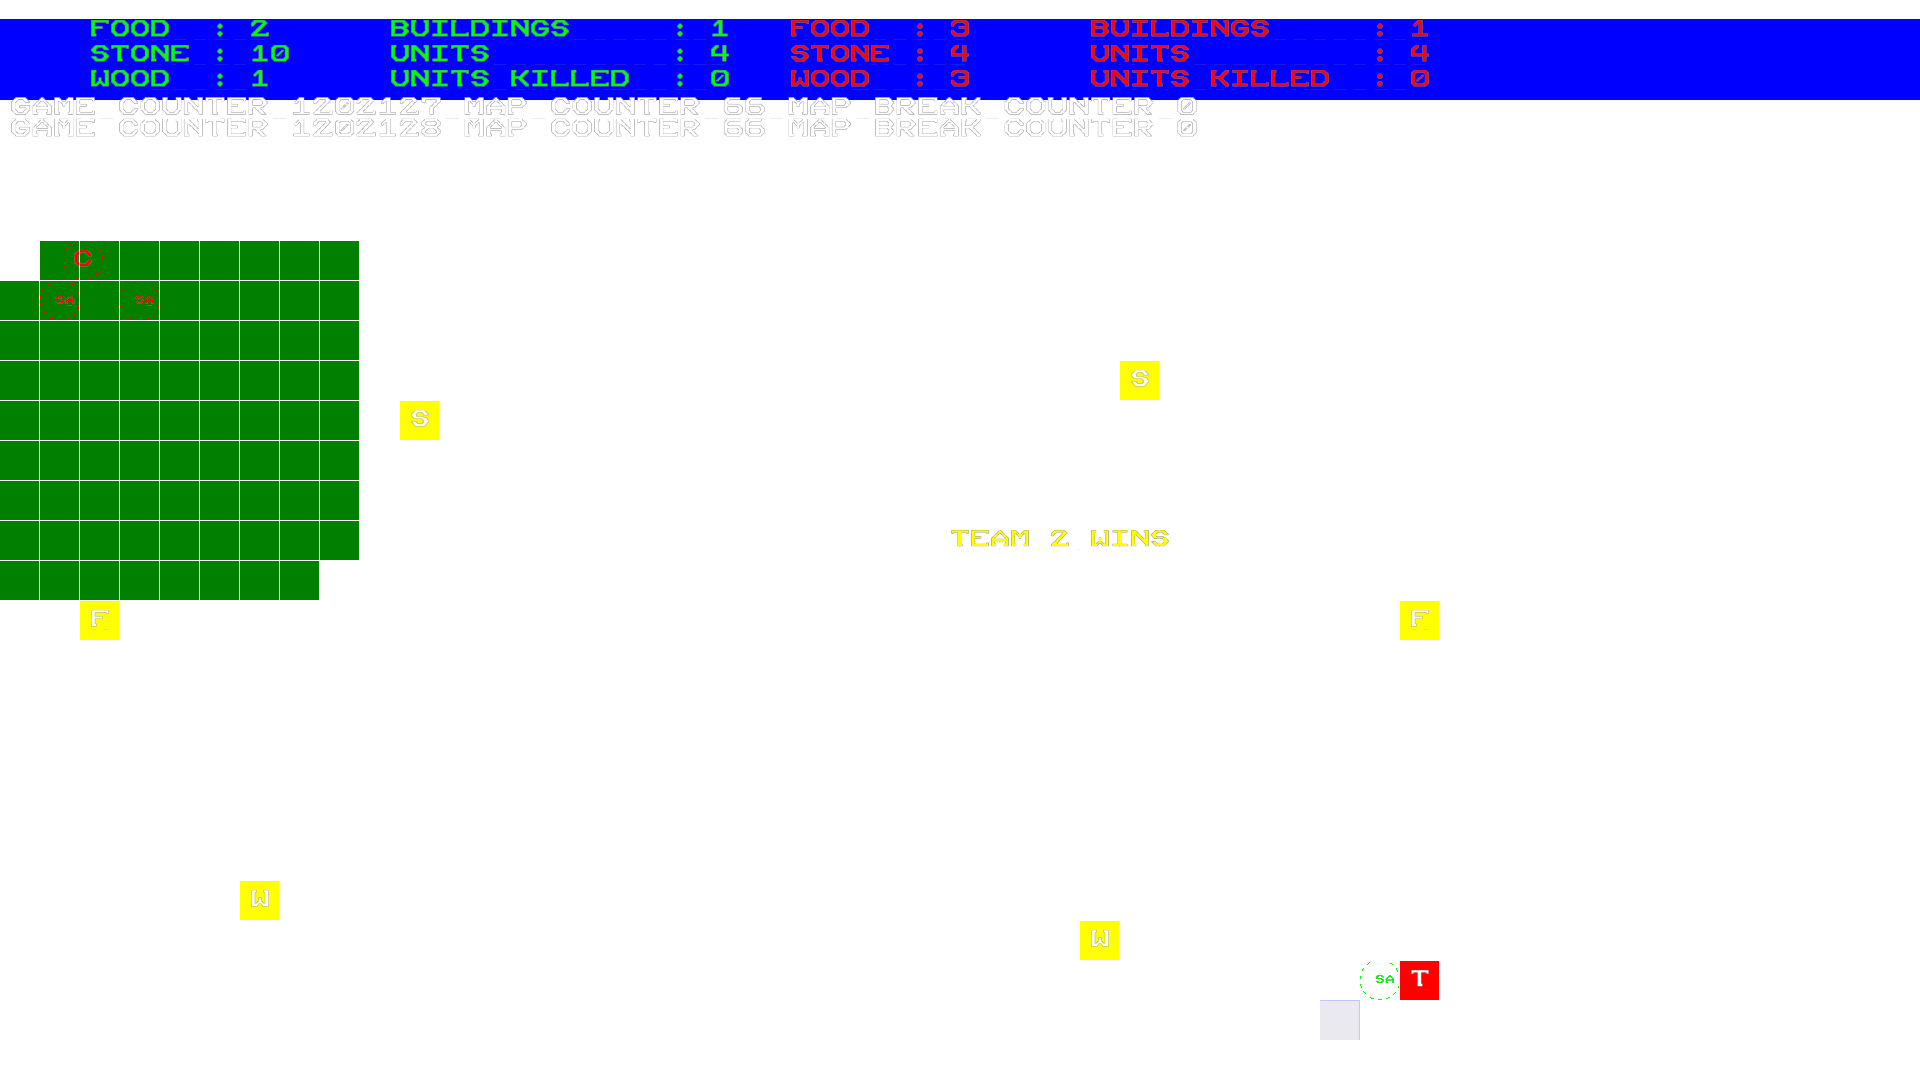 FOOD : 2 BUILDINGS : 1 FOOD : 3 BUILDINGS : 1
STONE : 10 UNITS : 4 STONE : 4 UNITS : 4
WOOD : 1 UNITS KILLED : 0 WOOD : 3 UNITS KILLED : 0
GAME COUNTER 1202127 MAP COUNTER 66 MAP BREAK COUNTER 0
GAME COUNTER 1202128 MAP COUNTER 66 MAP BREAK COUNTER 0
C
SA SA
S
S
TEAM 2 WINS
F F
W
W
SA T